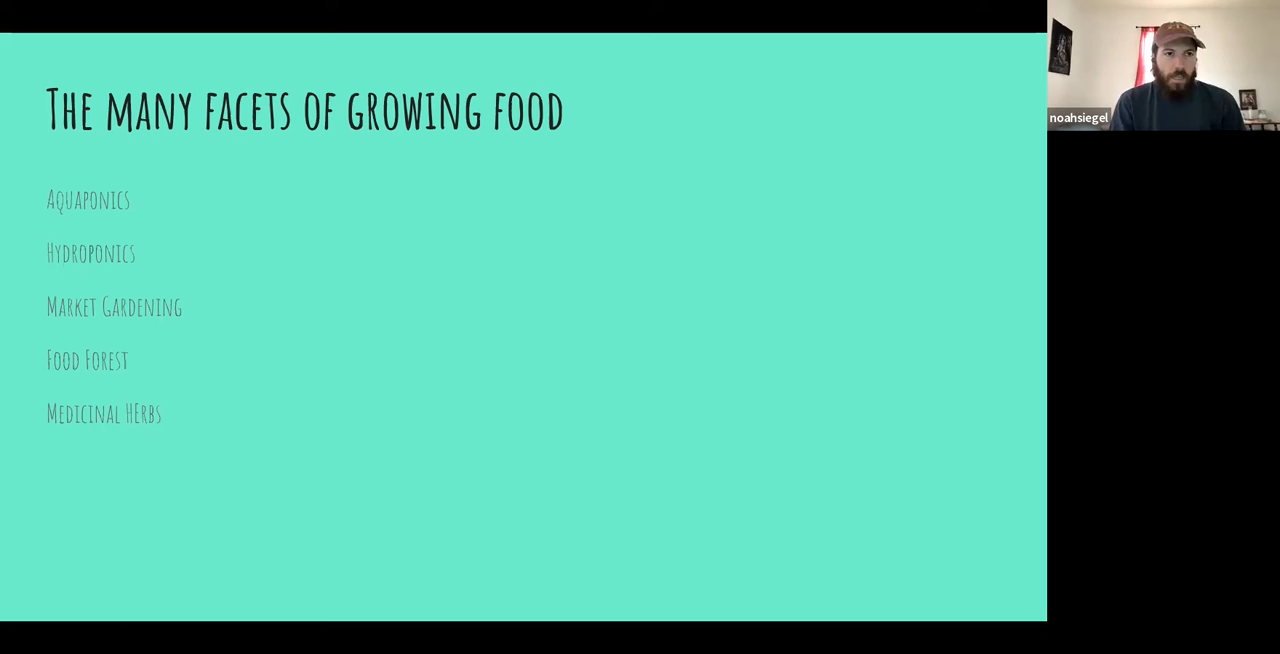 The many facets of growing food
Aquaponics
Hydroponics
Market Gardening
Food Forest
Medicinal HErbs
noahsiegel